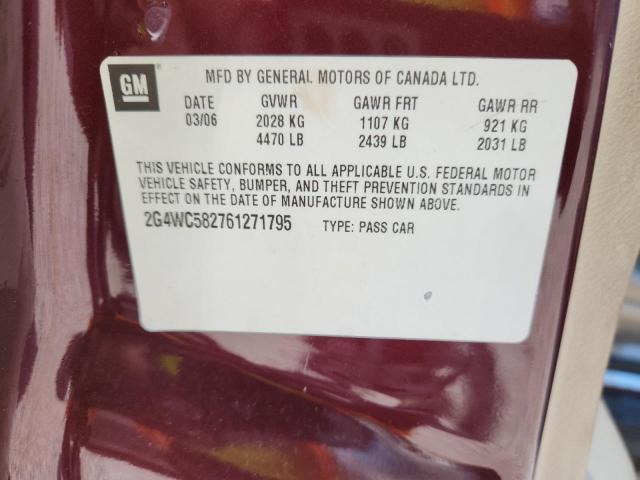 GM
MFD BY GENERAL MOTORS OF CANADA LTD.
DATE GVWR GAWR FRT GAWR RR
03/06 2028 KG 1107 KG 921 KG
4470 LB 2439 LB 2031 LB
THIS VEHICLE CONFORMS TO ALL APPLICABLE U.S. FEDERAL MOTOR
VEHICLE SAFETY, BUMPER, AND THEFT PREVENTION STANDARDS IN
EFFECT ON THE DATE OF MANUFACTURE SHOWN ABOVE.
2G4WC582761271795 TYPE: PASS CAR